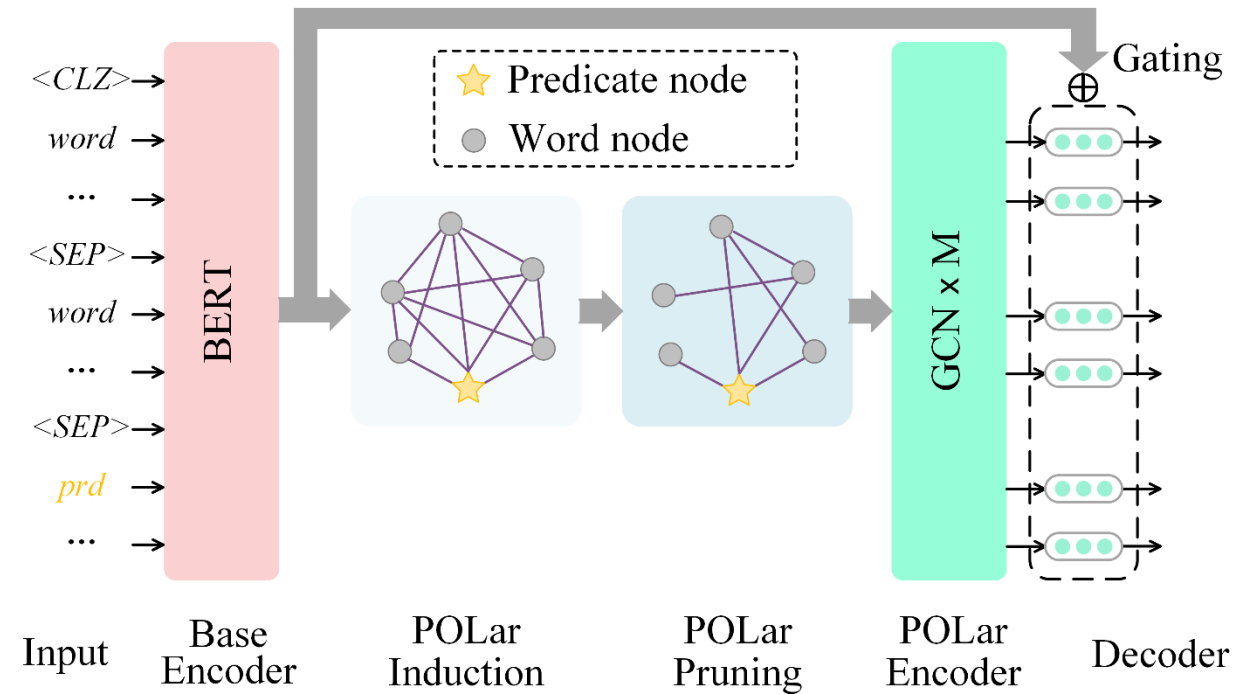 Gating
Predicate node
Word node
<CLZ>
word
...
<SEP>
word
...
<SEP>
prd
...
BERT
GCN x M
Input
Base
Encoder
POLar
Induction
POLar
Pruning
POLar
Encoder
Decoder